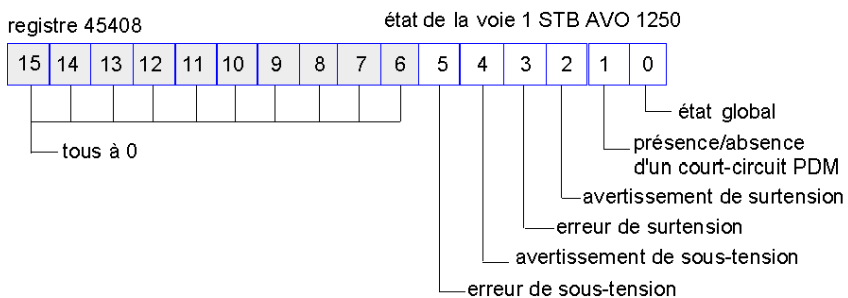 registre 45408
état de la voie 1 STB AVO 1250
15 14 13 12 11 10 9 8 7 6 5 4 3 2 1 0
état global
tous à 0
présence/absence
d'un court-circuit PDM
avertissement de surtension
erreur de surtension
avertissement de sous-tension
erreur de sous-tension